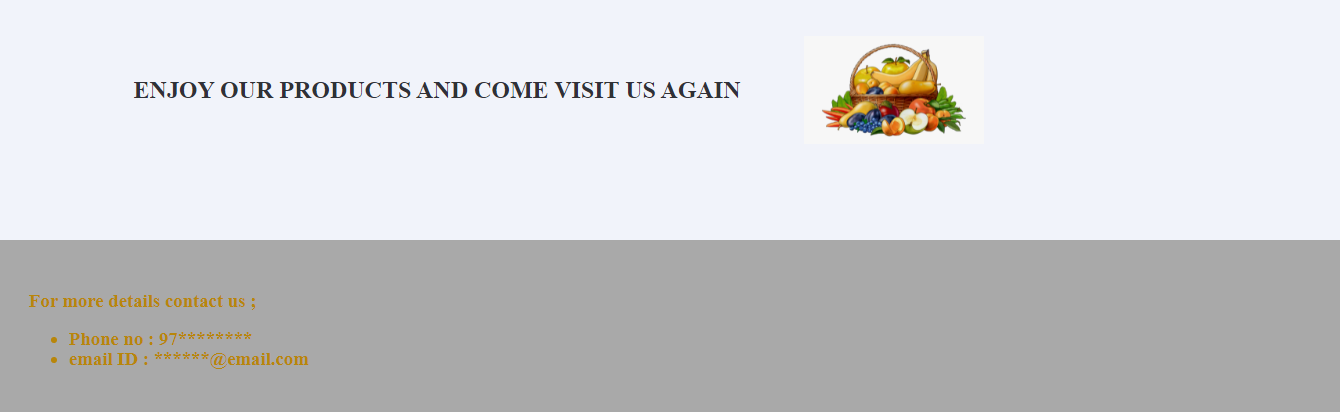 ENJOY OUR PRODUCTS AND COME VISIT US AGAIN
For more details contact us ;
• Phone no : 97********
• email ID : ******@email.com